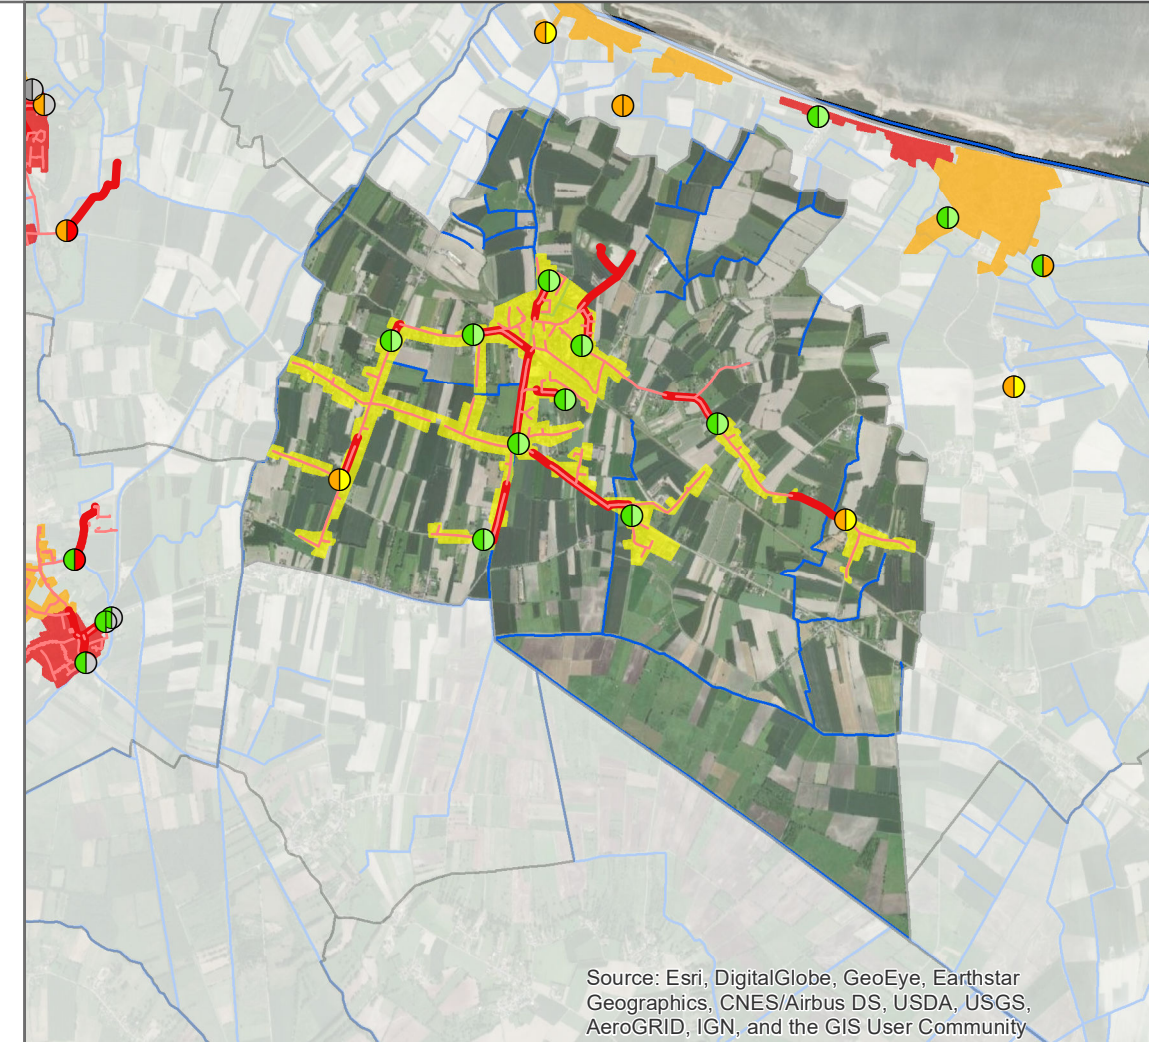 Source: Esri, DigitalGlobe, GeoEye, Earthstar
Geographics, CNES/Airbus DS, USDA, USGS,
AeroGRID, IGN, and the GIS User Community